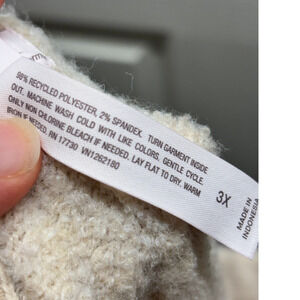 98% RECYCLED POLYESTER, 2% SPANDEX. TURN GARMENT INSIDE
OUT. MACHINE WASH COLD WITH LIKE COLORS. GENTLE CYCLE.
ONLY NON CHLORINE BLEACH IF NEEDED. LAY FLAT TO DRY. WARM
IRON IF NEEDED. RN 17730 VN1262180
3X
MADE IN
INDONESIA